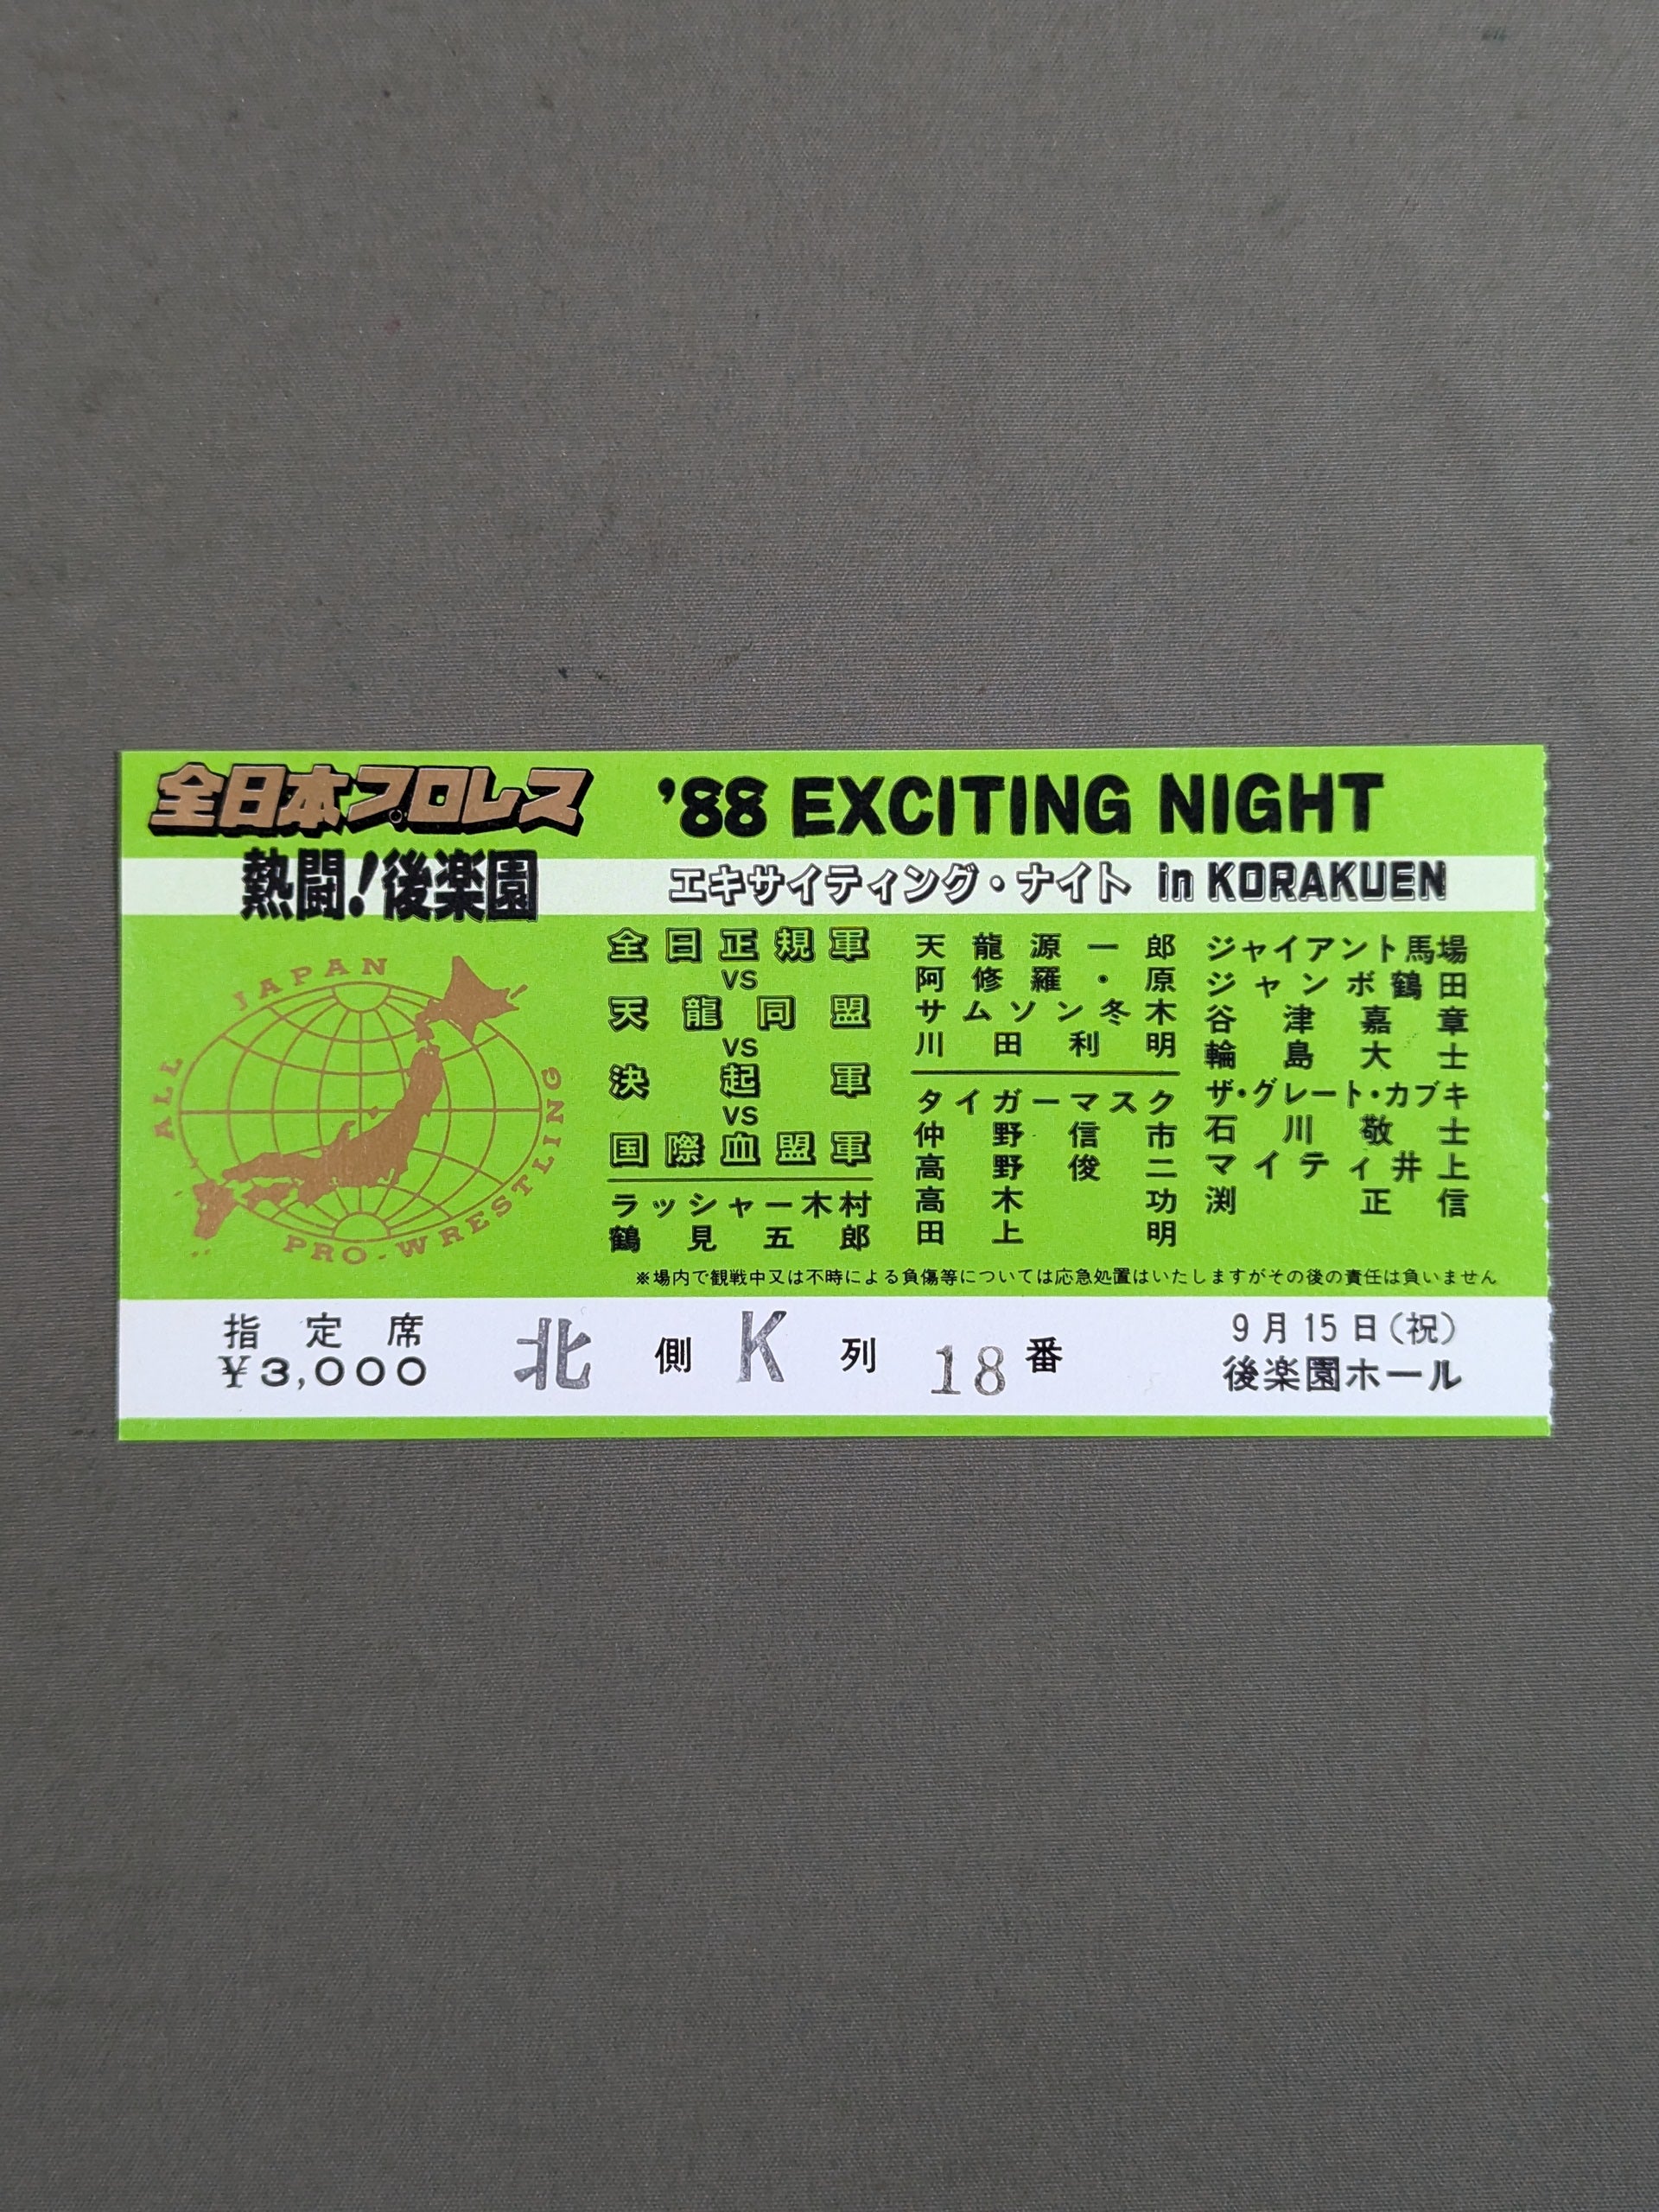 全日本プロレス
熱闘!後楽園
'88 EXCITING NIGHT
エキサイティング・ナイト in KORAKUEN
ALL JAPAN PRO-WRESTLING
全日正規軍
VS
天龍同盟
VS
決起軍
VS
国際血盟軍
ラッシャー木村
鶴見五郎
天龍源一郎
阿修羅・原
サムソン冬木
川田利明
タイガーマスク
仲野信市
高野俊二
高木功
田上明
ジャイアント馬場
ジャンボ鶴田
谷津嘉章
輪島大士
ザ・グレート・カブキ
石川敬士
マイティ井上
渕正信
※場内で観戦中又は不時による負傷等については応急処置はいたしますがその後の責任は負いません
指定席
¥3,000
北側K列18番
9月15日(祝)
後楽園ホール